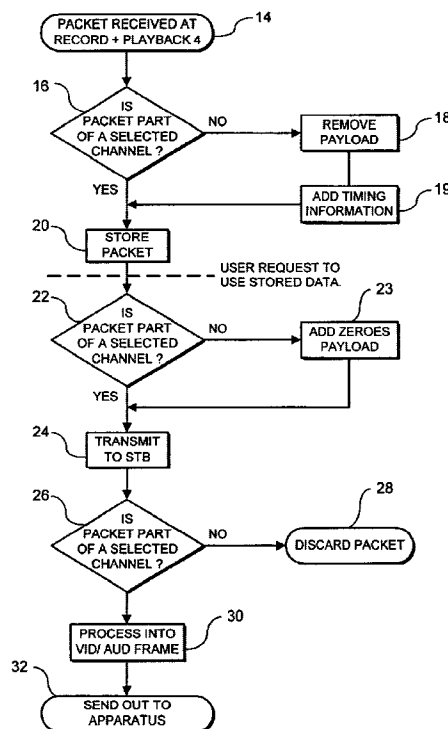 PACKET RECEIVED AT
RECORD + PLAYBACK 4
14
16
IS
PACKET PART
OF A SELECTED
CHANNEL ?
NO
18
REMOVE
PAYLOAD
YES
ADD TIMING
INFORMATION
19
20
STORE
PACKET
USER REQUEST TO
USE STORED DATA.
22
IS
PACKET PART
OF A SELECTED
CHANNEL ?
NO
23
ADD ZEROES
PAYLOAD
YES
24
TRANSMIT
TO STB
26
IS
PACKET PART
OF A SELECTED
CHANNEL ?
NO
28
DISCARD PACKET
PROCESS INTO
VID/ AUD FRAME
30
32
SEND OUT TO
APPARATUS